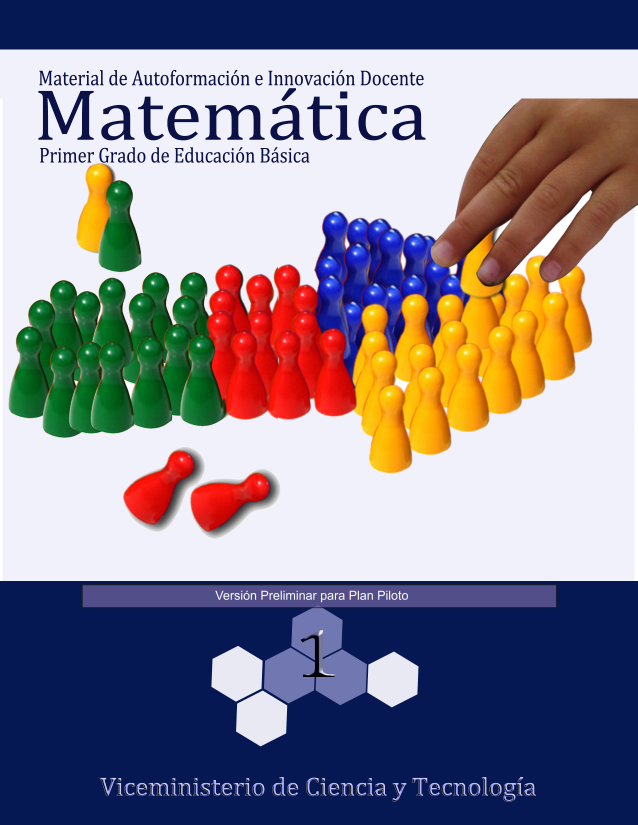 Material de Autoformación e Innovación Docente
Matemática
Primer Grado de Educación Básica
Versión Preliminar para Plan Piloto
1
Viceministerio de Ciencia y Tecnología